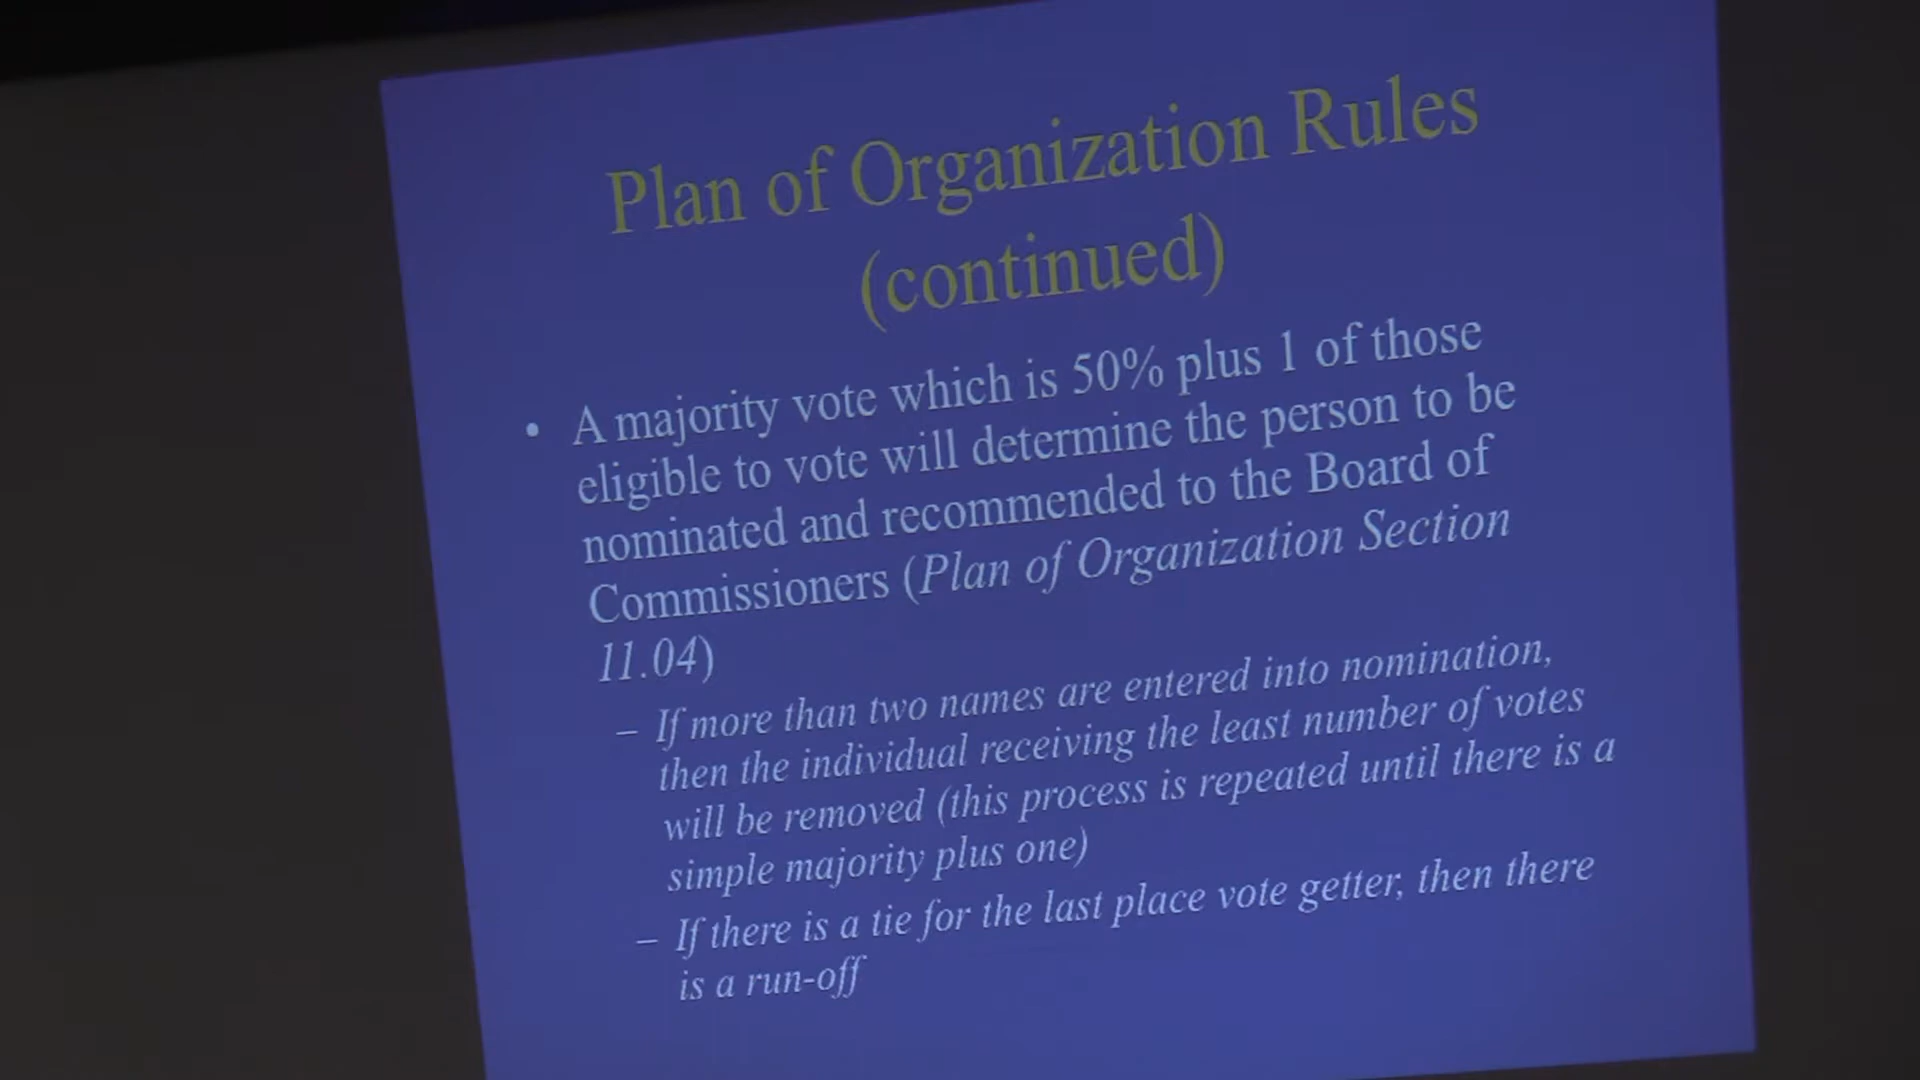 Plan of Organization Rules
(continued)
• A majority vote which is 50% plus 1 of those
eligible to vote will determine the person to be
nominated and recommended to the Board of
Commissioners (Plan of Organization Section
11.04)
– If more than two names are entered into nomination,
then the individual receiving the least number of votes
will be removed (this process is repeated until there is a
simple majority plus one)
– If there is a tie for the last place vote getter, then there
is a run-off